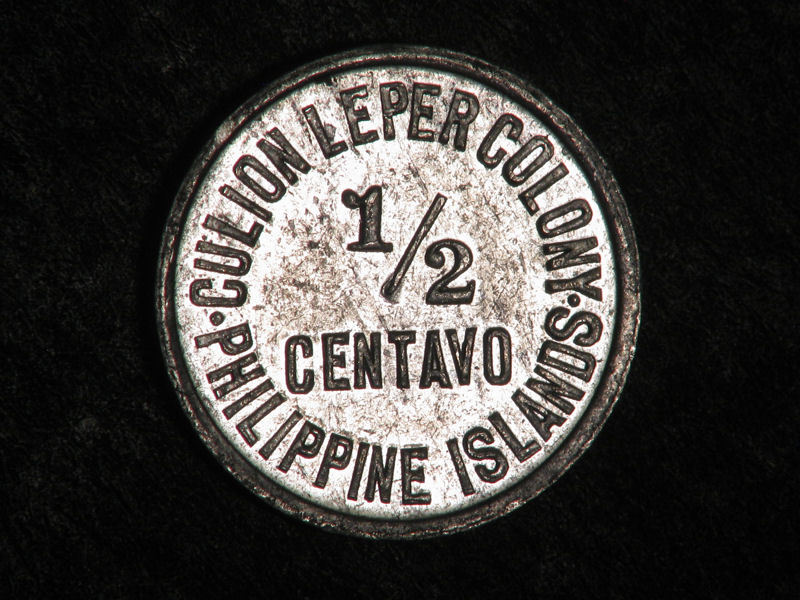 CULION LEPER COLONY
1/2
CENTAVO
PHILIPPINE ISLANDS